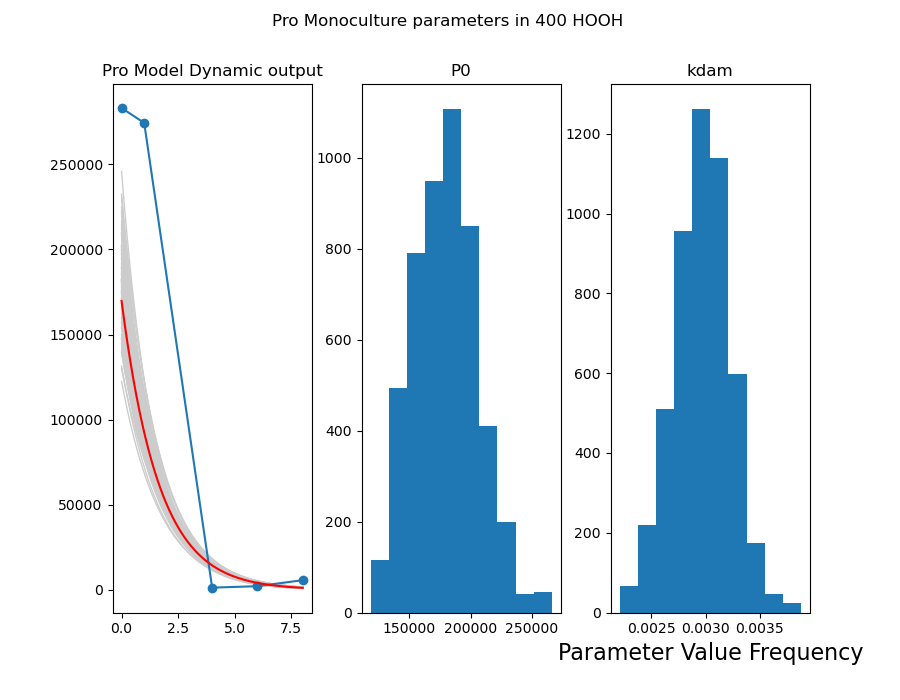 Pro Monoculture parameters in 400 HOOH
Pro Model Dynamic output
250000
200000
150000
100000
50000
0
0.0 2.5 5.0 7.5
P0
1000
800
600
400
200
0
150000 200000 250000
kdam
1200
1000
800
600
400
200
0
0.0025 0.0030 0.0035
Parameter Value Frequency